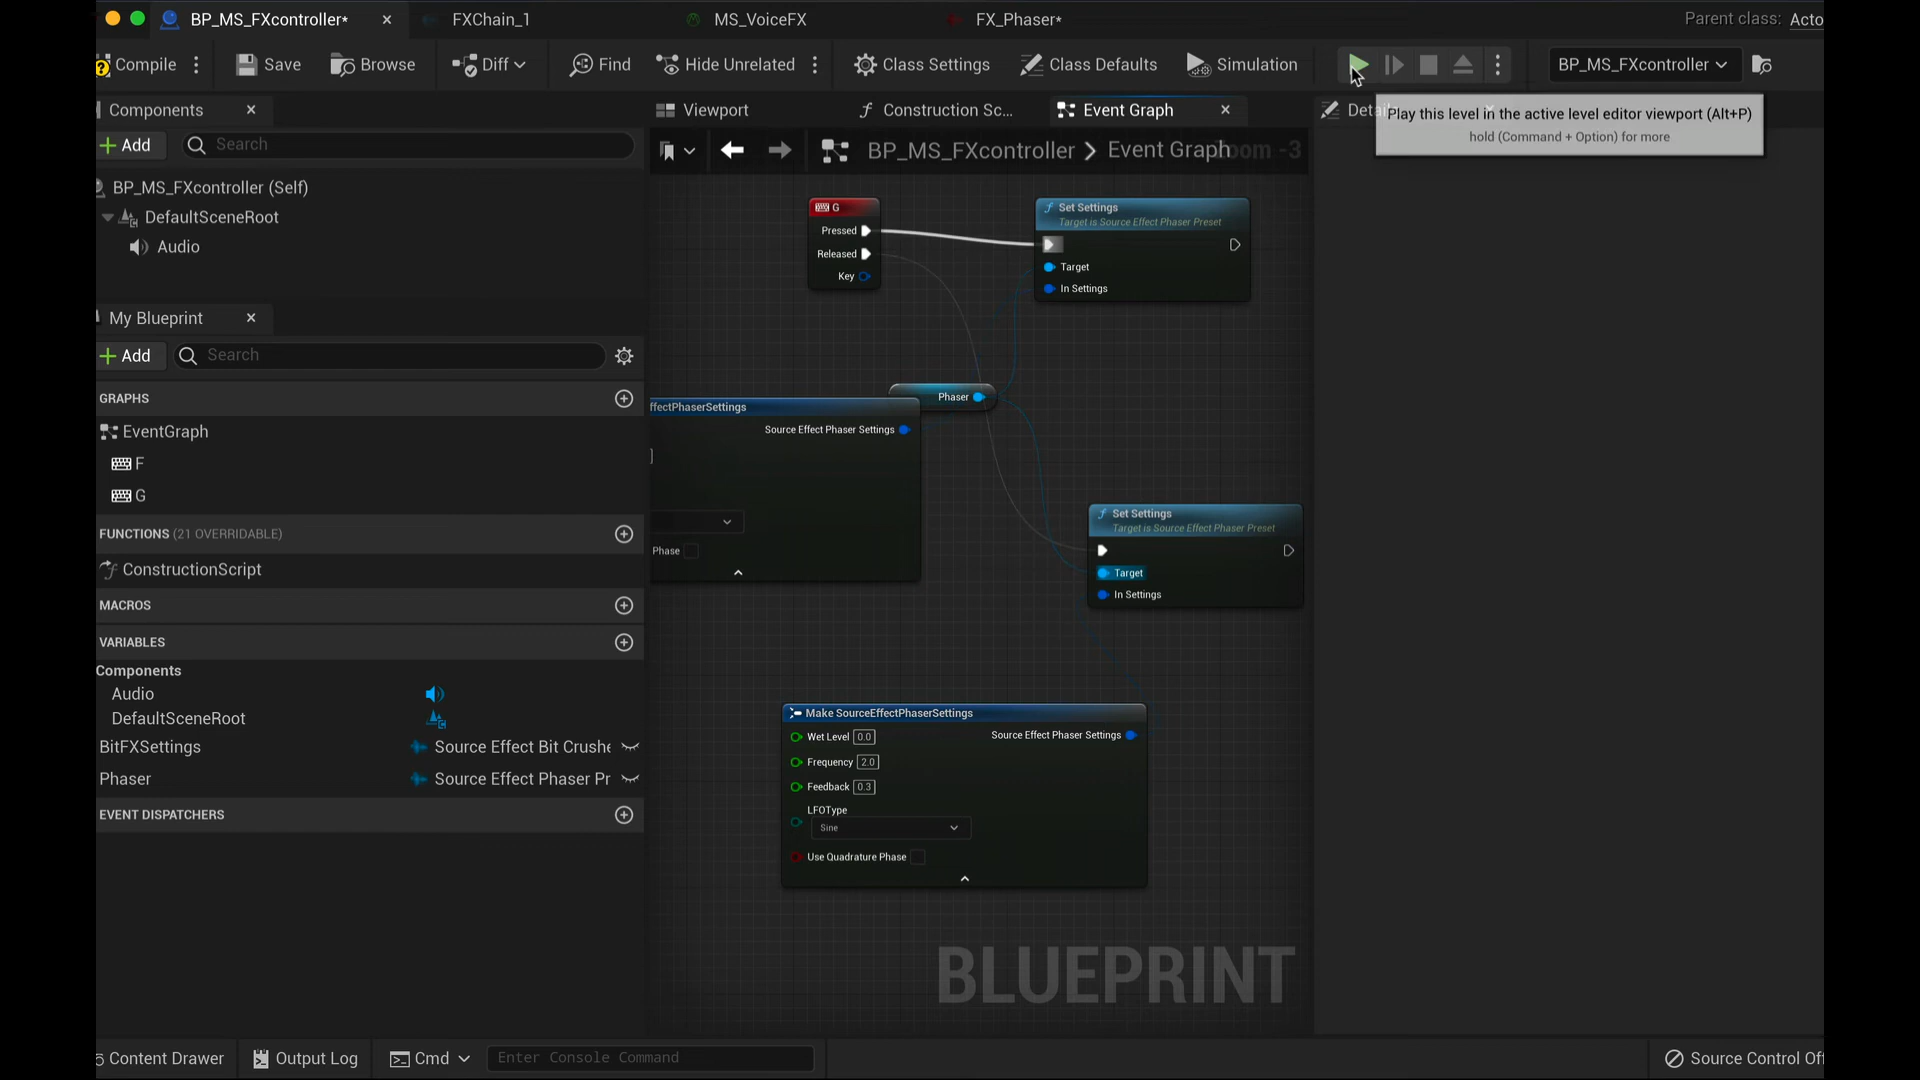 BP_MS_FXcontroller*
FXChain_1
MS_VoiceFX
FX_Phaser*
Parent class: Acto
Compile
Save
Browse
Diff
Find
Hide Unrelated
Class Settings
Class Defaults
Simulation
BP_MS_FXcontroller
Components
Viewport
Construction Sc...
Event Graph
Play this level in the active level editor viewport (Alt+P)
hold (Command + Option) for more
Add
Search
BP_MS_FXcontroller > Event Graph
Zoom -3
BP_MS_FXcontroller (Self)
DefaultSceneRoot
Audio
My Blueprint
Add
Search
GRAPHS
EventGraph
F
G
FUNCTIONS (21 OVERRIDABLE)
ConstructionScript
MACROS
VARIABLES
Components
Audio
DefaultSceneRoot
BitFXSettings
Source Effect Bit Crushe
Phaser
Source Effect Phaser Pr
EVENT DISPATCHERS
G
Pressed
Released
Key
Set Settings
Target is Source Effect Phaser Preset
Target
In Settings
Phaser
ffectPhaserSettings
Source Effect Phaser Settings
Phase
Set Settings
Target is Source Effect Phaser Preset
Target
In Settings
Make SourceEffectPhaserSettings
Wet Level 0.0
Source Effect Phaser Settings
Frequency 2.0
Feedback 0.3
LFOType
Sine
Use Quadrature Phase
BLUEPRINT
Content Drawer
Output Log
Cmd
Enter Console Command
Source Control Off